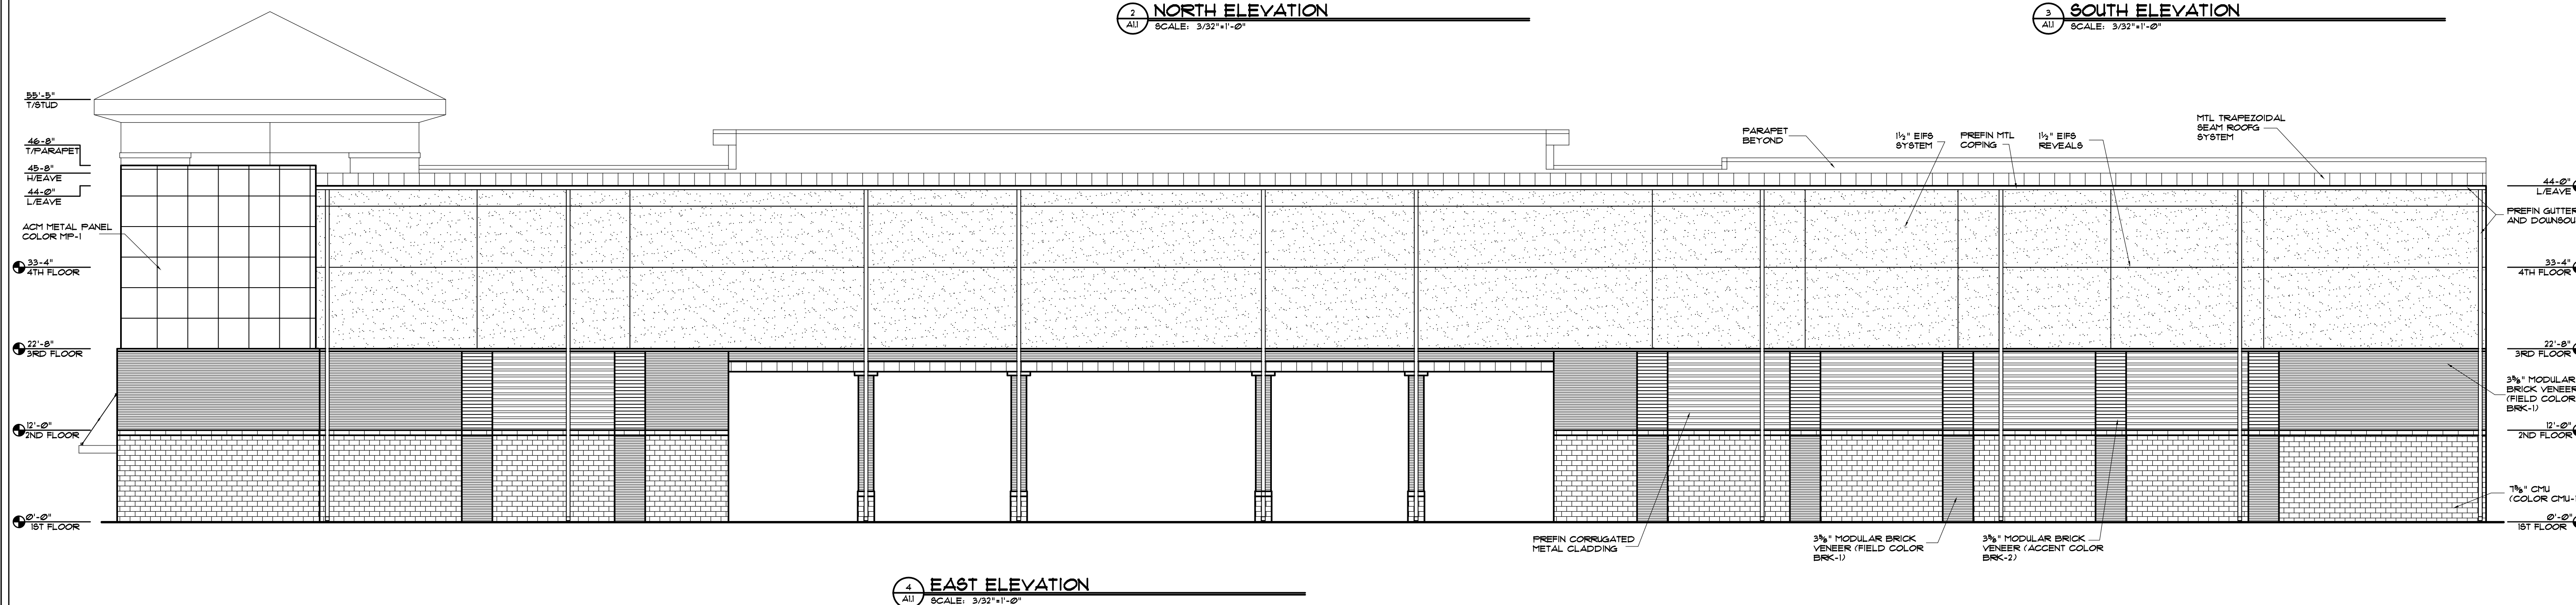 2
A1.1
NORTH ELEVATION
SCALE: 3/32"=1'-0"
3
A1.1
SOUTH ELEVATION
SCALE: 3/32"=1'-0"
55'-5"
T/STUD
46-8"
T/PARAPET
45-8"
H/EAVE
44-0"
L/EAVE
ACM METAL PANEL
COLOR MP-1
33-4"
4TH FLOOR
22'-8"
3RD FLOOR
12'-0"
2ND FLOOR
0'-0"
1ST FLOOR
PARAPET
BEYOND
1½" EIFS
SYSTEM
PREFIN MTL
COPING
1½" EIFS
REVEALS
MTL TRAPEZOIDAL
SEAM ROOFG
SYSTEM
44-0"
L/EAVE
PREFIN GUTTER
AND DOWNSOU
33-4"
4TH FLOOR
22'-8"
3RD FLOOR
3⅝" MODULAR
BRICK VENEER
(FIELD COLOR
BRK-1)
12'-0"
2ND FLOOR
7⅝" CMU
(COLOR CMU-
0'-0"
1ST FLOOR
PREFIN CORRUGATED
METAL CLADDING
3⅝" MODULAR BRICK
VENEER (FIELD COLOR
BRK-1)
3⅝" MODULAR BRICK
VENEER (ACCENT COLOR
BRK-2)
4
A1.1
EAST ELEVATION
SCALE: 3/32"=1'-0"